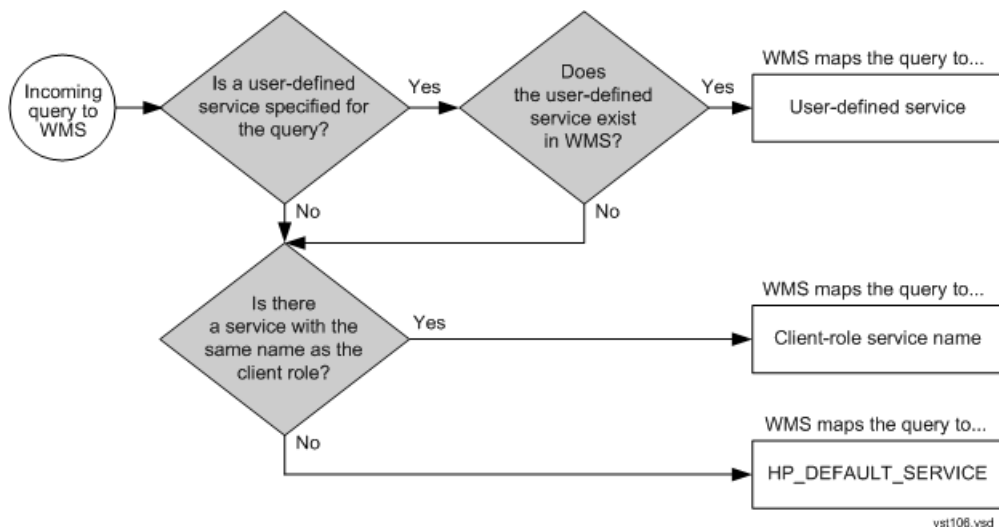 Incoming
query to
WMS
Is a user-defined
service specified for
the query?
Yes
Does
the user-defined
service exist
in WMS?
Yes
WMS maps the query to...
User-defined service
No
No
Is there
a service with the
same name as the
client role?
Yes
WMS maps the query to...
Client-role service name
No
WMS maps the query to...
HP_DEFAULT_SERVICE
vst106.vsd